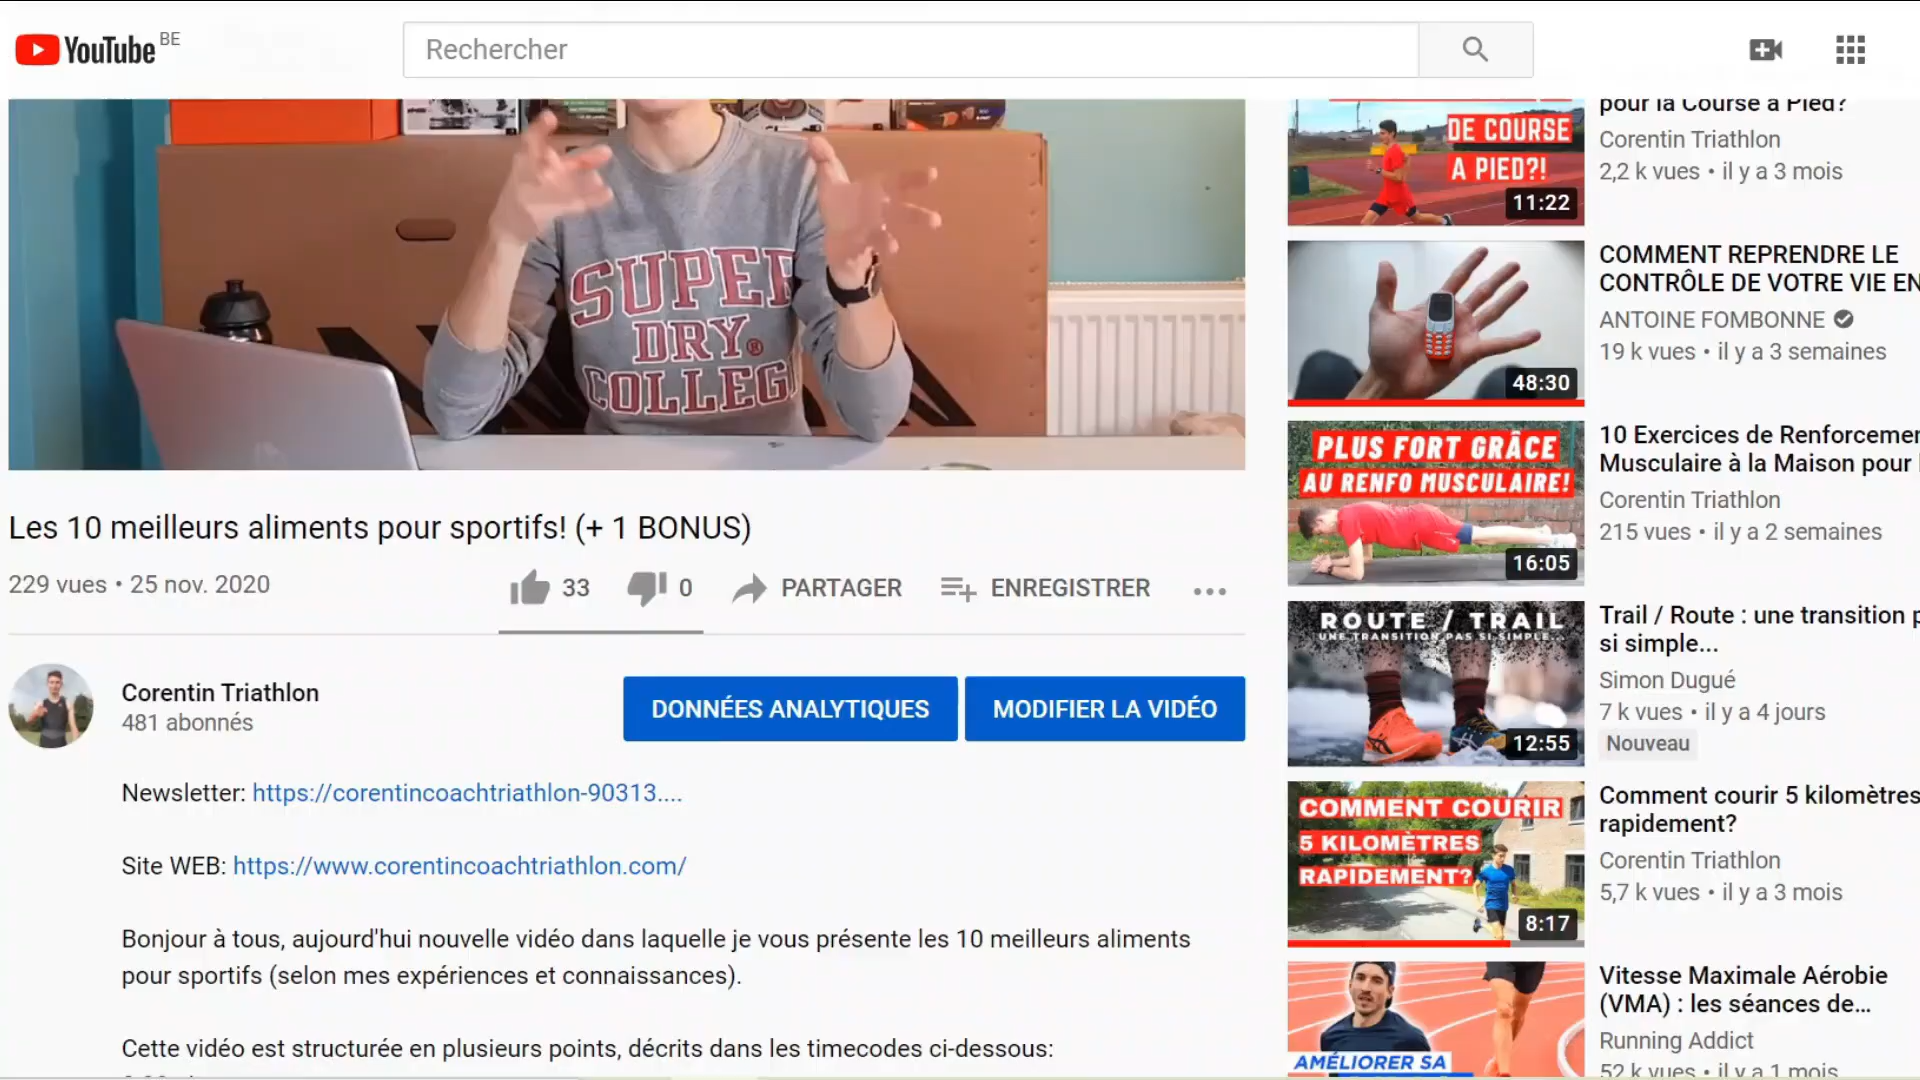 YouTube BE
Rechercher
SUPER
DRY®
COLLEG
Les 10 meilleurs aliments pour sportifs! (+ 1 BONUS)
229 vues • 25 nov. 2020
33
0
PARTAGER
ENREGISTRER
Corentin Triathlon
481 abonnés
DONNÉES ANALYTIQUES
MODIFIER LA VIDÉO
Newsletter: https://corentincoachtriathlon-90313....
Site WEB: https://www.corentincoachtriathlon.com/
Bonjour à tous, aujourd'hui nouvelle vidéo dans laquelle je vous présente les 10 meilleurs aliments
pour sportifs (selon mes expériences et connaissances).
Cette vidéo est structurée en plusieurs points, décrits dans les timecodes ci-dessous:
DE COURSE
A PIED?!
11:22
pour la Course à Pied?
Corentin Triathlon
2,2 k vues • il y a 3 mois
48:30
COMMENT REPRENDRE LE
CONTRÔLE DE VOTRE VIE EN
ANTOINE FOMBONNE
19 k vues • il y a 3 semaines
PLUS FORT GRÂCE
AU RENFO MUSCULAIRE!
16:05
10 Exercices de Renforcemen
Musculaire à la Maison pour
Corentin Triathlon
215 vues • il y a 2 semaines
ROUTE / TRAIL
UNE TRANSITION PAS SI SIMPLE...
12:55
Trail / Route : une transition p
si simple...
Simon Dugué
7 k vues • il y a 4 jours
Nouveau
COMMENT COURIR
5 KILOMÈTRES
RAPIDEMENT?
8:17
Comment courir 5 kilomètres
rapidement?
Corentin Triathlon
5,7 k vues • il y a 3 mois
AMÉLIORER SA
Vitesse Maximale Aérobie
(VMA) : les séances de...
Running Addict
52 k vues • il y a 1 mois